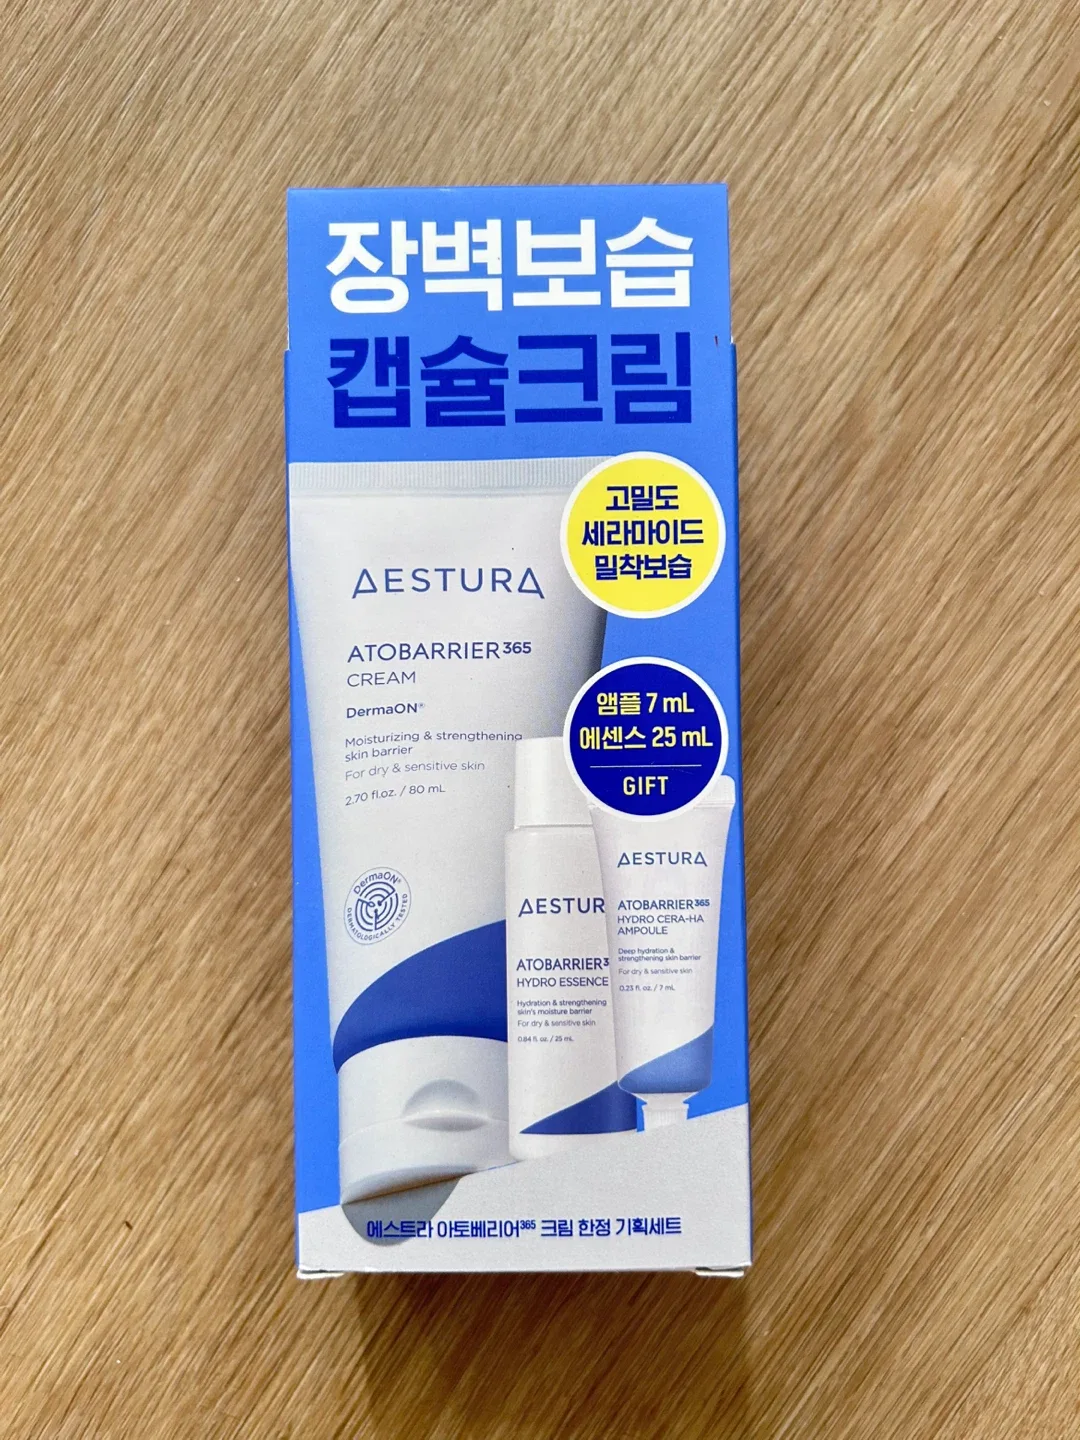 장벽보습
캡슐크림
고밀도
세라마이드
밀착보습
AESTURA
ATOBARRIER365
CREAM
DermaON®
Moisturizing & strengthening
skin barrier
For dry & sensitive skin
2.70 fl.oz. / 80 mL
DermaON®
DERMATOLOGICALLY TESTED
앰플 7 mL
에센스 25 mL
GIFT
AESTUR
ATOBARRIER3
HYDRO ESSENCE
Hydration & strengthening
skin's moisture barrier
For dry & sensitive skin
0.84 fl. oz. / 25 mL
AESTURA
ATOBARRIER365
HYDRO CERA-HA
AMPOULE
Deep hydration &
strengthening skin barrier
For dry & sensitive skin
0.23 fl. oz. / 7 mL
에스트라 아토베리어365 크림 한정 기획세트